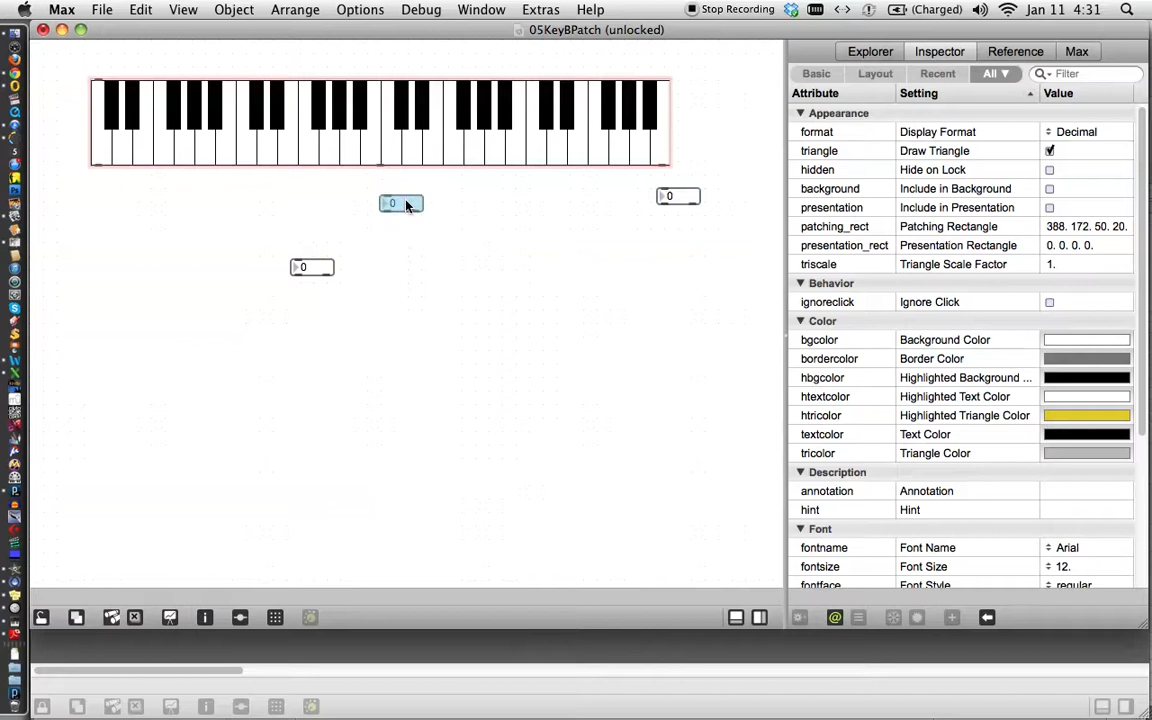 Max File Edit View Object Arrange Options Debug Window Extras Help Stop Recording (Charged) Jan 11 4:31
05KeyBPatch (unlocked)
Explorer Inspector Reference Max
Basic Layout Recent All ▼ Filter
Attribute Setting Value
Appearance
format Display Format Decimal
triangle Draw Triangle
hidden Hide on Lock
background Include in Background
presentation Include in Presentation
patching_rect Patching Rectangle 388. 172. 50. 20.
presentation_rect Presentation Rectangle 0. 0. 0. 0.
triscale Triangle Scale Factor 1.
Behavior
ignoreclick Ignore Click
Color
bgcolor Background Color
bordercolor Border Color
hbgcolor Highlighted Background ...
htextcolor Highlighted Text Color
htricolor Highlighted Triangle Color
textcolor Text Color
tricolor Triangle Color
Description
annotation Annotation
hint Hint
Font
fontname Font Name Arial
fontsize Font Size 12.
fontface Font Style regular
0
0
0